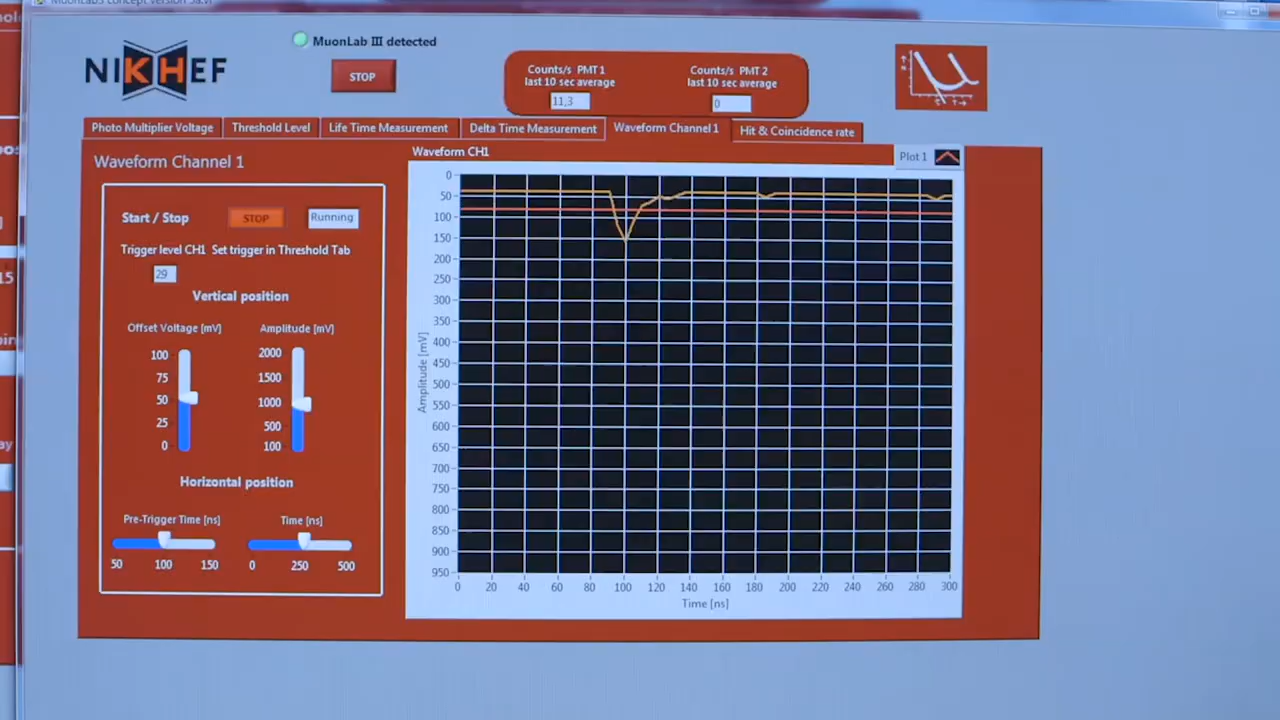 MuonLab3 concept version 5a.vi
NIKHEF
MuonLab III detected
STOP
Counts/s PMT 1
last 10 sec average
11,3
Counts/s PMT 2
last 10 sec average
0
Photo Multiplier Voltage
Threshold Level
Life Time Measurement
Delta Time Measurement
Waveform Channel 1
Hit & Coincidence rate
Waveform Channel 1
Waveform CH1
Plot 1
Start / Stop
STOP
Running
Trigger level CH1 Set trigger in Threshold Tab
29
Vertical position
Offset Voltage [mV]
Amplitude [mV]
100
75
50
25
0
2000
1500
1000
500
100
Horizontal position
Pre-Trigger Time [ns]
Time [ns]
50 100 150
0 250 500
Amplitude [mV]
0
50
100
150
200
250
300
350
400
450
500
550
600
650
700
750
800
850
900
950
0 20 40 60 80 100 120 140 160 180 200 220 240 260 280 300
Time [ns]